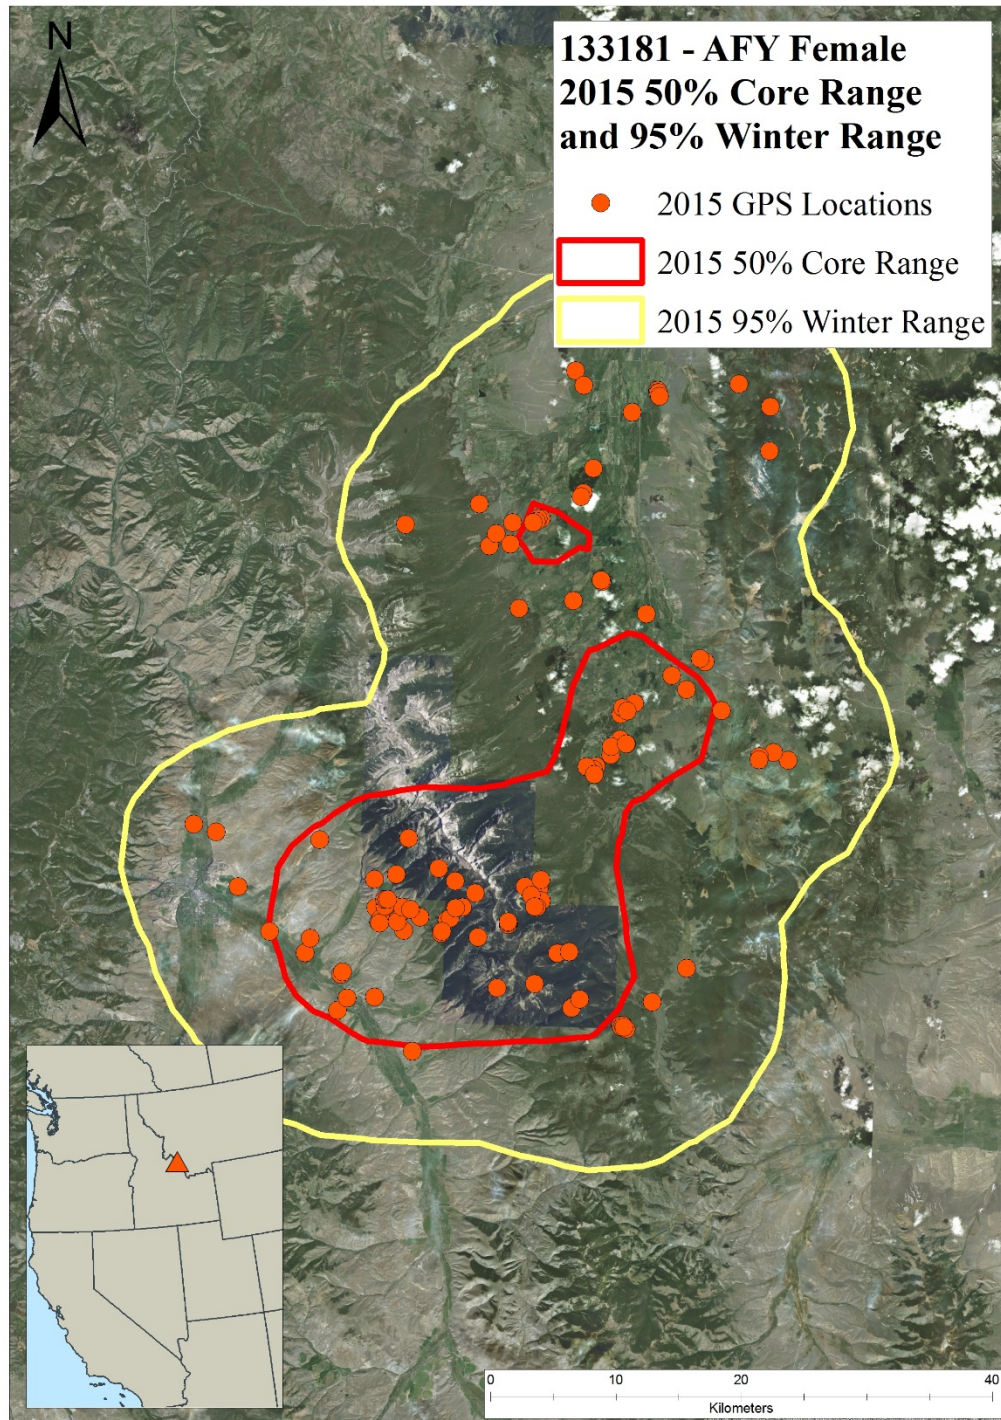 N
133181 - AFY Female
2015 50% Core Range
and 95% Winter Range
2015 GPS Locations
2015 50% Core Range
2015 95% Winter Range
0 10 20 40
Kilometers